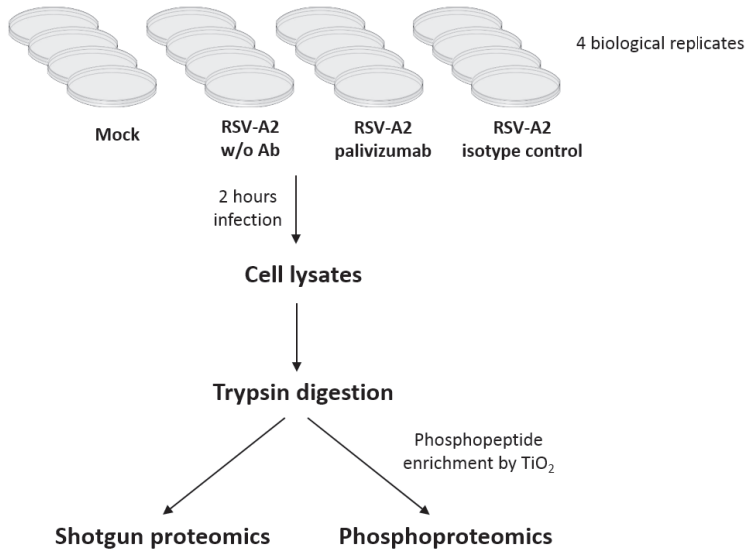 4 biological replicates
Mock
RSV-A2
w/o Ab
RSV-A2
palivizumab
RSV-A2
isotype control
2 hours
infection
Cell lysates
Trypsin digestion
Phosphopeptide
enrichment by TiO₂
Shotgun proteomics
Phosphoproteomics